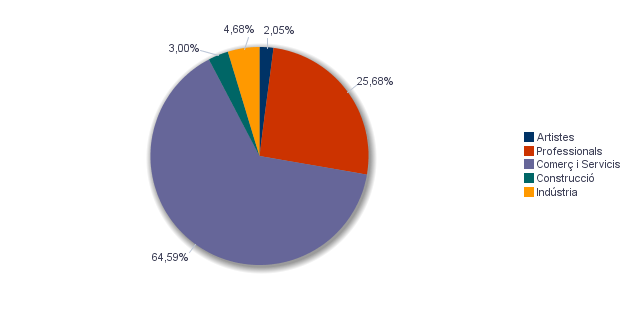 4,68%
2,05%
3,00%
25,68%
64,59%
Artistes
Professionals
Comerç i Servicis
Construcció
Indústria